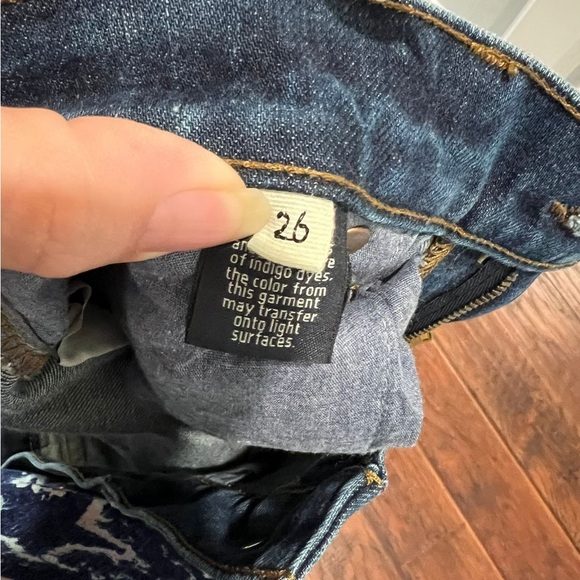 26
of indigo dyes.
the color from
this garment
may transfer
onto light
surfaces.